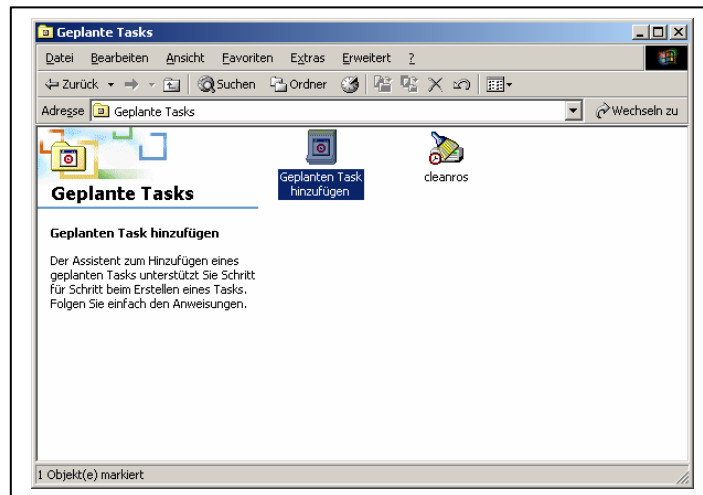 Geplante Tasks
Datei Bearbeiten Ansicht Favoriten Extras Erweitert ?
Zurück Suchen Ordner
Adresse Geplante Tasks Wechseln zu
Geplante Tasks
Geplanten Task hinzufügen
Der Assistent zum Hinzufügen eines
geplanten Tasks unterstützt Sie Schritt
für Schritt beim Erstellen eines Tasks.
Folgen Sie einfach den Anweisungen.
Geplanten Task
hinzufügen
cleanros
1 Objekt(e) markiert